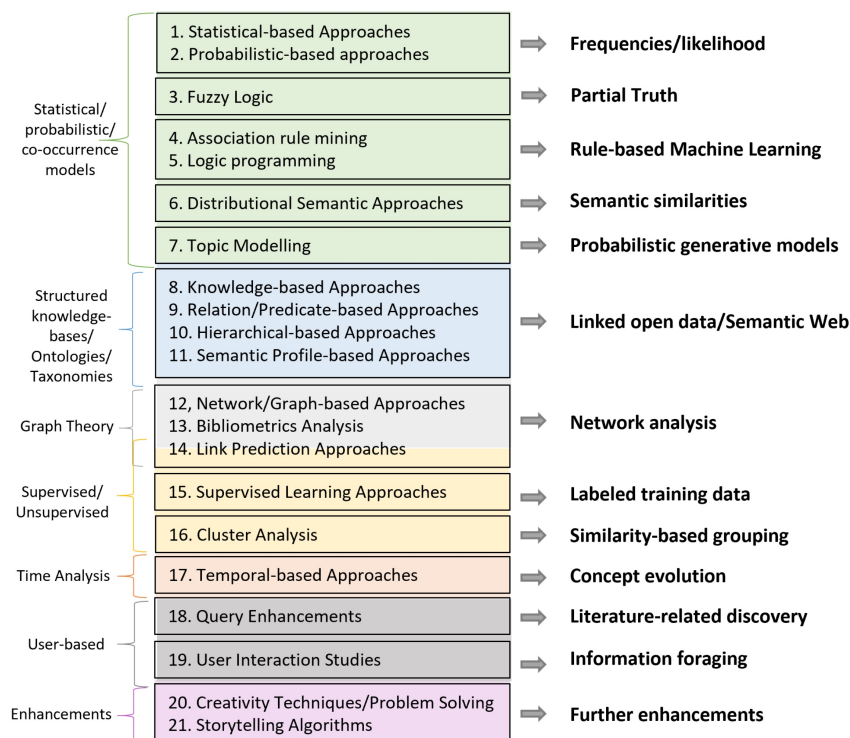 Statistical/
probabilistic/
co-occurrence
models
1. Statistical-based Approaches
2. Probabilistic-based approaches
Frequencies/likelihood
3. Fuzzy Logic
Partial Truth
4. Association rule mining
5. Logic programming
Rule-based Machine Learning
6. Distributional Semantic Approaches
Semantic similarities
7. Topic Modelling
Probabilistic generative models
Structured
knowledge-
bases/
Ontologies/
Taxonomies
8. Knowledge-based Approaches
9. Relation/Predicate-based Approaches
10. Hierarchical-based Approaches
11. Semantic Profile-based Approaches
Linked open data/Semantic Web
Graph Theory
12, Network/Graph-based Approaches
13. Bibliometrics Analysis
14. Link Prediction Approaches
Network analysis
Supervised/
Unsupervised
15. Supervised Learning Approaches
Labeled training data
16. Cluster Analysis
Similarity-based grouping
Time Analysis
17. Temporal-based Approaches
Concept evolution
User-based
18. Query Enhancements
Literature-related discovery
19. User Interaction Studies
Information foraging
Enhancements
20. Creativity Techniques/Problem Solving
21. Storytelling Algorithms
Further enhancements